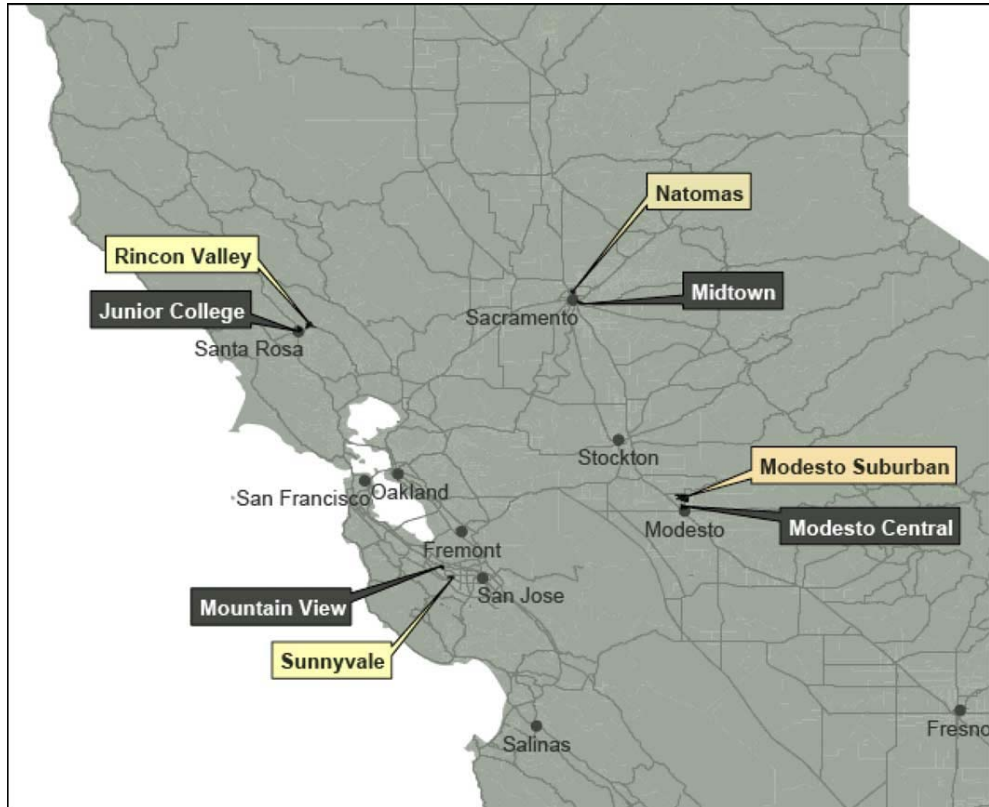 Natomas
Rincon Valley
Midtown
Junior College
Sacramento
Santa Rosa
Stockton
Modesto Suburban
San Francisco
Oakland
Modesto Central
Modesto
Fremont
Mountain View
San Jose
Sunnyvale
Fresno
Salinas